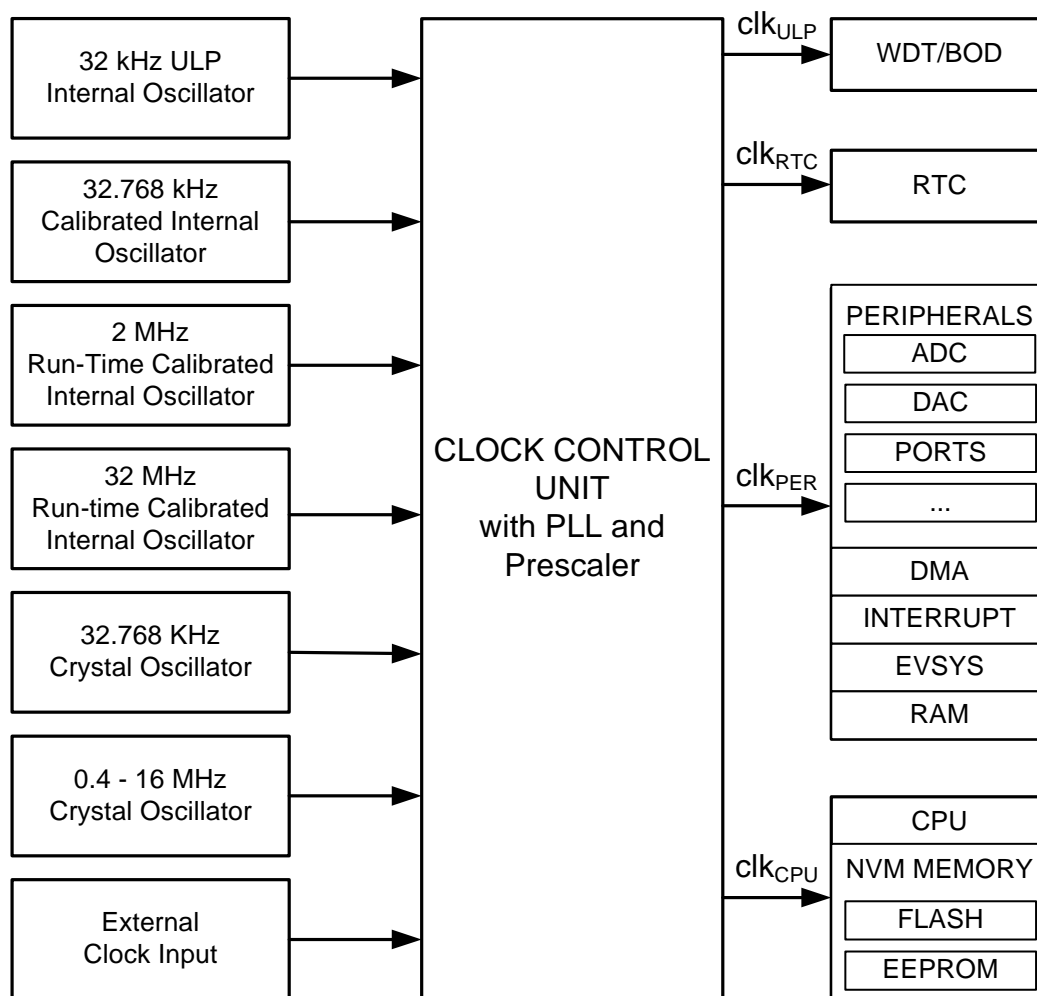 32 kHz ULP
Internal Oscillator
32.768 kHz
Calibrated Internal
Oscillator
2 MHz
Run-Time Calibrated
Internal Oscillator
32 MHz
Run-time Calibrated
Internal Oscillator
32.768 KHz
Crystal Oscillator
0.4 - 16 MHz
Crystal Oscillator
External
Clock Input
CLOCK CONTROL
UNIT
with PLL and
Prescaler
clkULP
clkRTC
clkPER
clkCPU
WDT/BOD
RTC
PERIPHERALS
ADC
DAC
PORTS
...
DMA
INTERRUPT
EVSYS
RAM
CPU
NVM MEMORY
FLASH
EEPROM